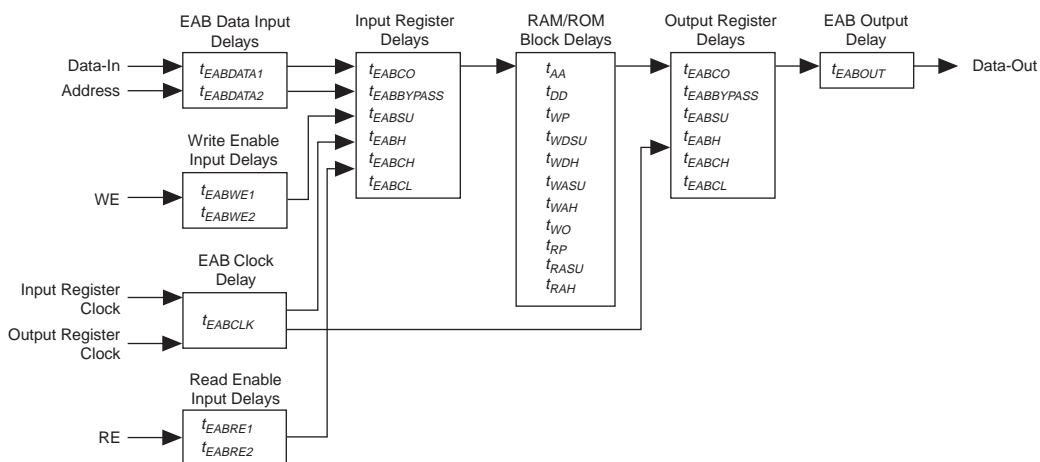 EAB Data Input
Delays
Data-In
Address
tEABDATA1
tEABDATA2
Write Enable
Input Delays
WE
tEABWE1
tEABWE2
EAB Clock
Delay
Input Register
Clock
Output Register
Clock
tEABCLK
Read Enable
Input Delays
RE
tEABRE1
tEABRE2
Input Register
Delays
tEABCO
tEABBYPASS
tEABSU
tEABH
tEABCH
tEABCL
RAM/ROM
Block Delays
tAA
tDD
tWP
tWDSU
tWDH
tWASU
tWAH
tWO
tRP
tRASU
tRAH
Output Register
Delays
tEABCO
tEABBYPASS
tEABSU
tEABH
tEABCH
tEABCL
EAB Output
Delay
tEABOUT
Data-Out